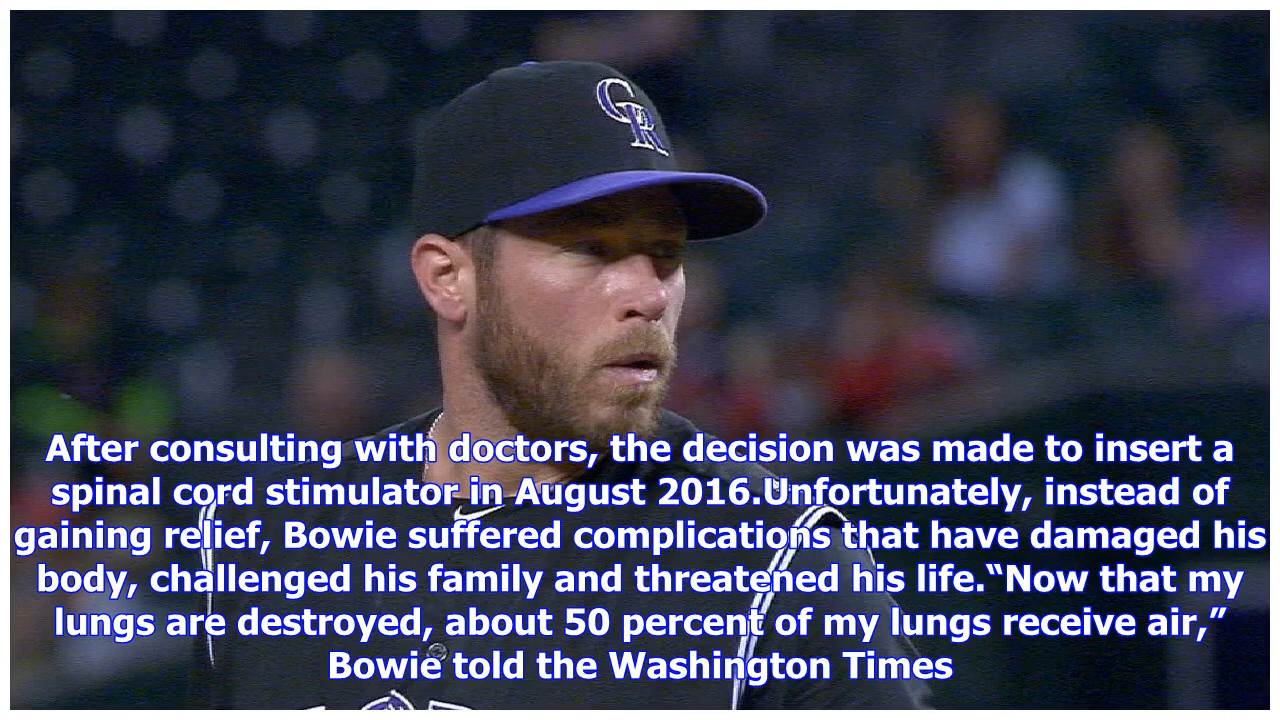 CR
After consulting with doctors, the decision was made to insert a
spinal cord stimulator in August 2016.Unfortunately, instead of
gaining relief, Bowie suffered complications that have damaged his
body, challenged his family and threatened his life.“Now that my
lungs are destroyed, about 50 percent of my lungs receive air,”
Bowie told the Washington Times